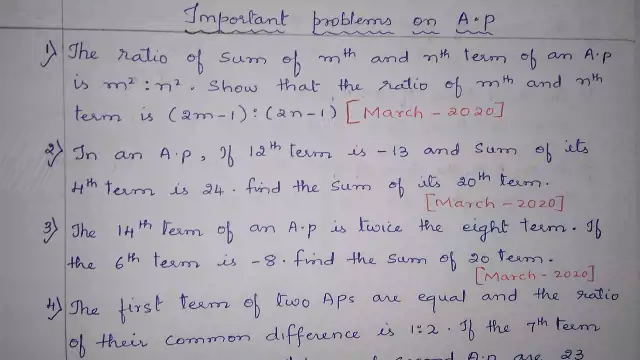 Important problems on A.p
1) The ratio of sum of mth and nth term of an A.p
is m² : n². Show that the ratio of mth and nth
term is (2m-1) : (2n-1) [March - 2020]
2) In an A.p, If 12th term is -13 and sum of its
4th term is 24. find the sum of its 20th term.
[March - 2020]
3) The 14th term of an A.p is twice the eight term. If
the 6th term is -8. find the sum of 20 term.
[March - 2020]
4) The first term of two APs are equal and the ratio
of their common difference is 1:2. If the 7th term
second A.p are 23